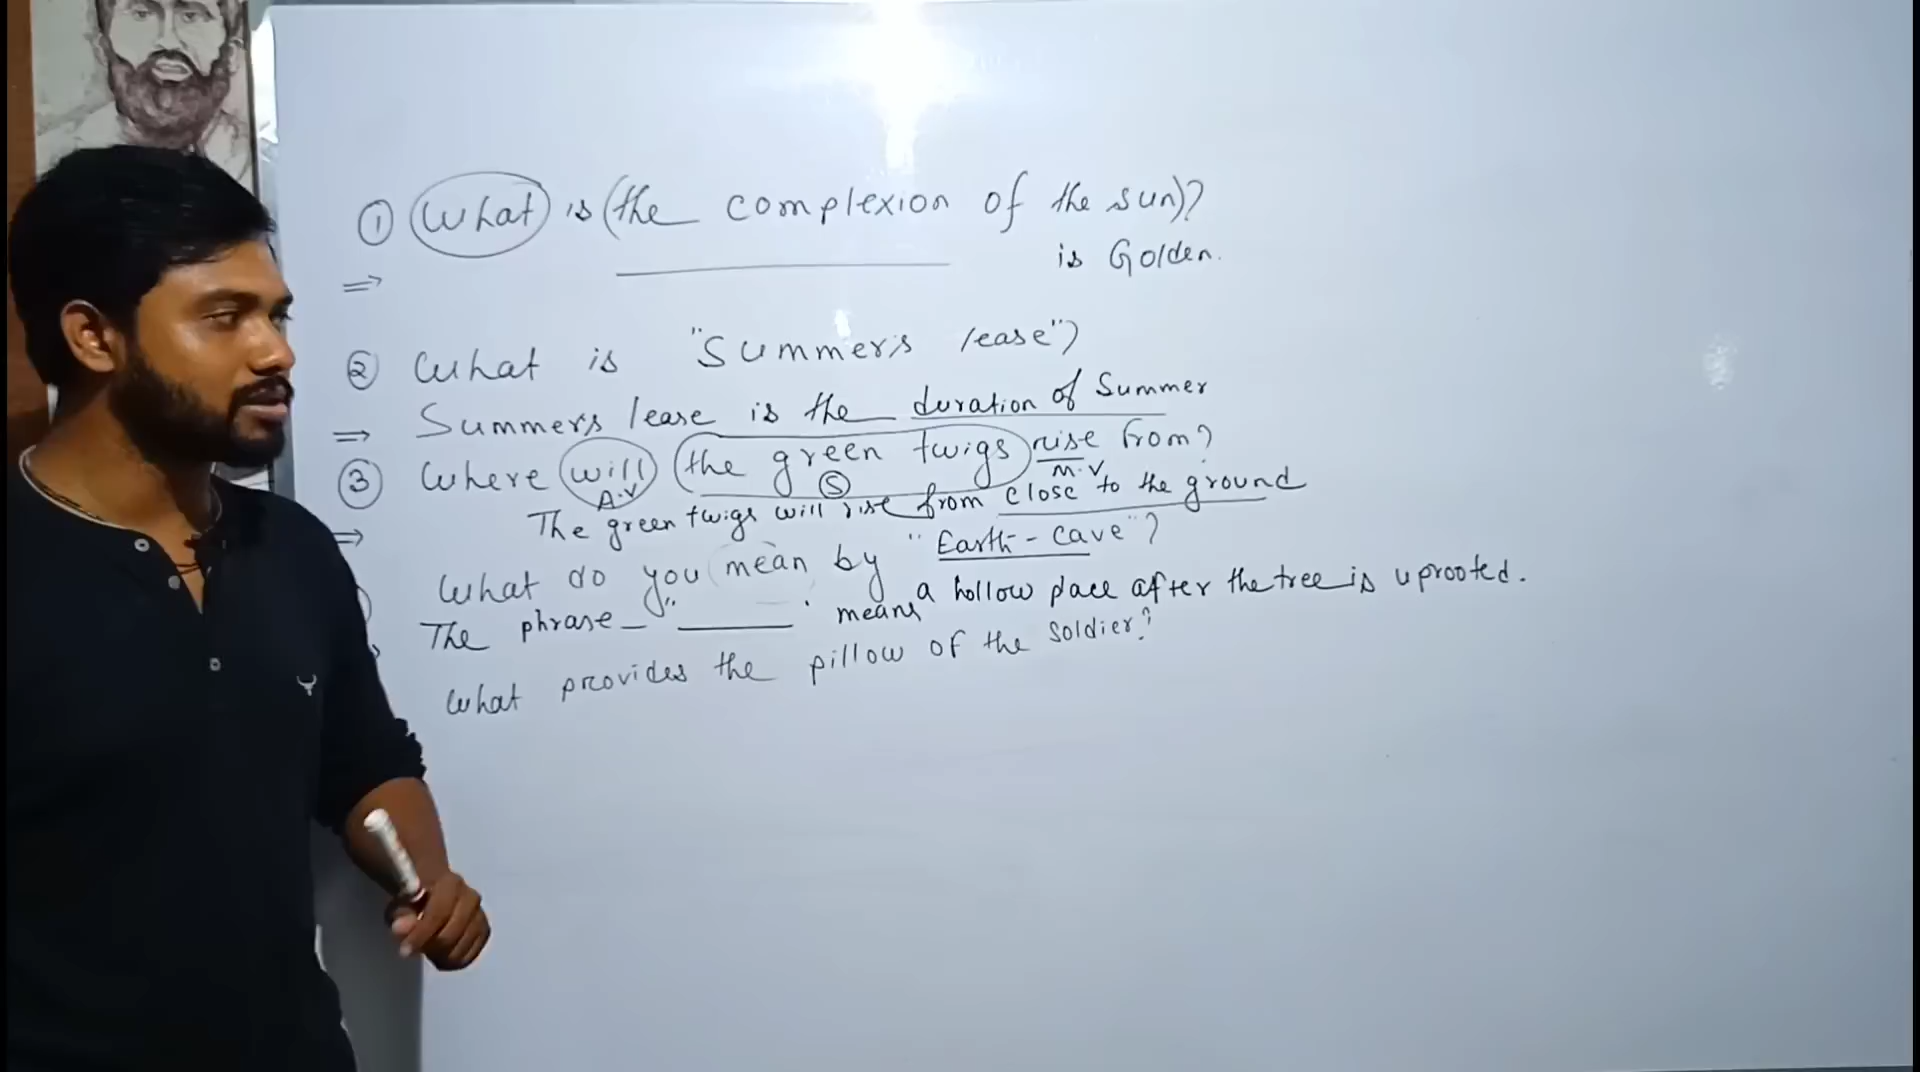 ① What is (the complexion of the sun)?
⇒ ________ is Golden.
② What is "Summer's lease"?
⇒ Summer's lease is the duration of Summer
③ Where will (the green twigs) rise from?
A.V S M.V
⇒ The green twigs will rise from close to the ground
What do you mean by "Earth-cave"?
The phrase "______" means a hollow place after the tree is uprooted.
What provides the pillow of the soldier?